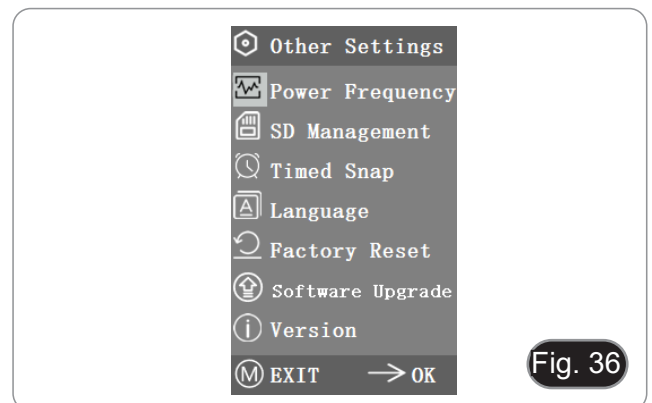 Other Settings
Power Frequency
SD Management
Timed Snap
A Language
Factory Reset
Software Upgrade
i Version
M EXIT → OK
Fig. 36